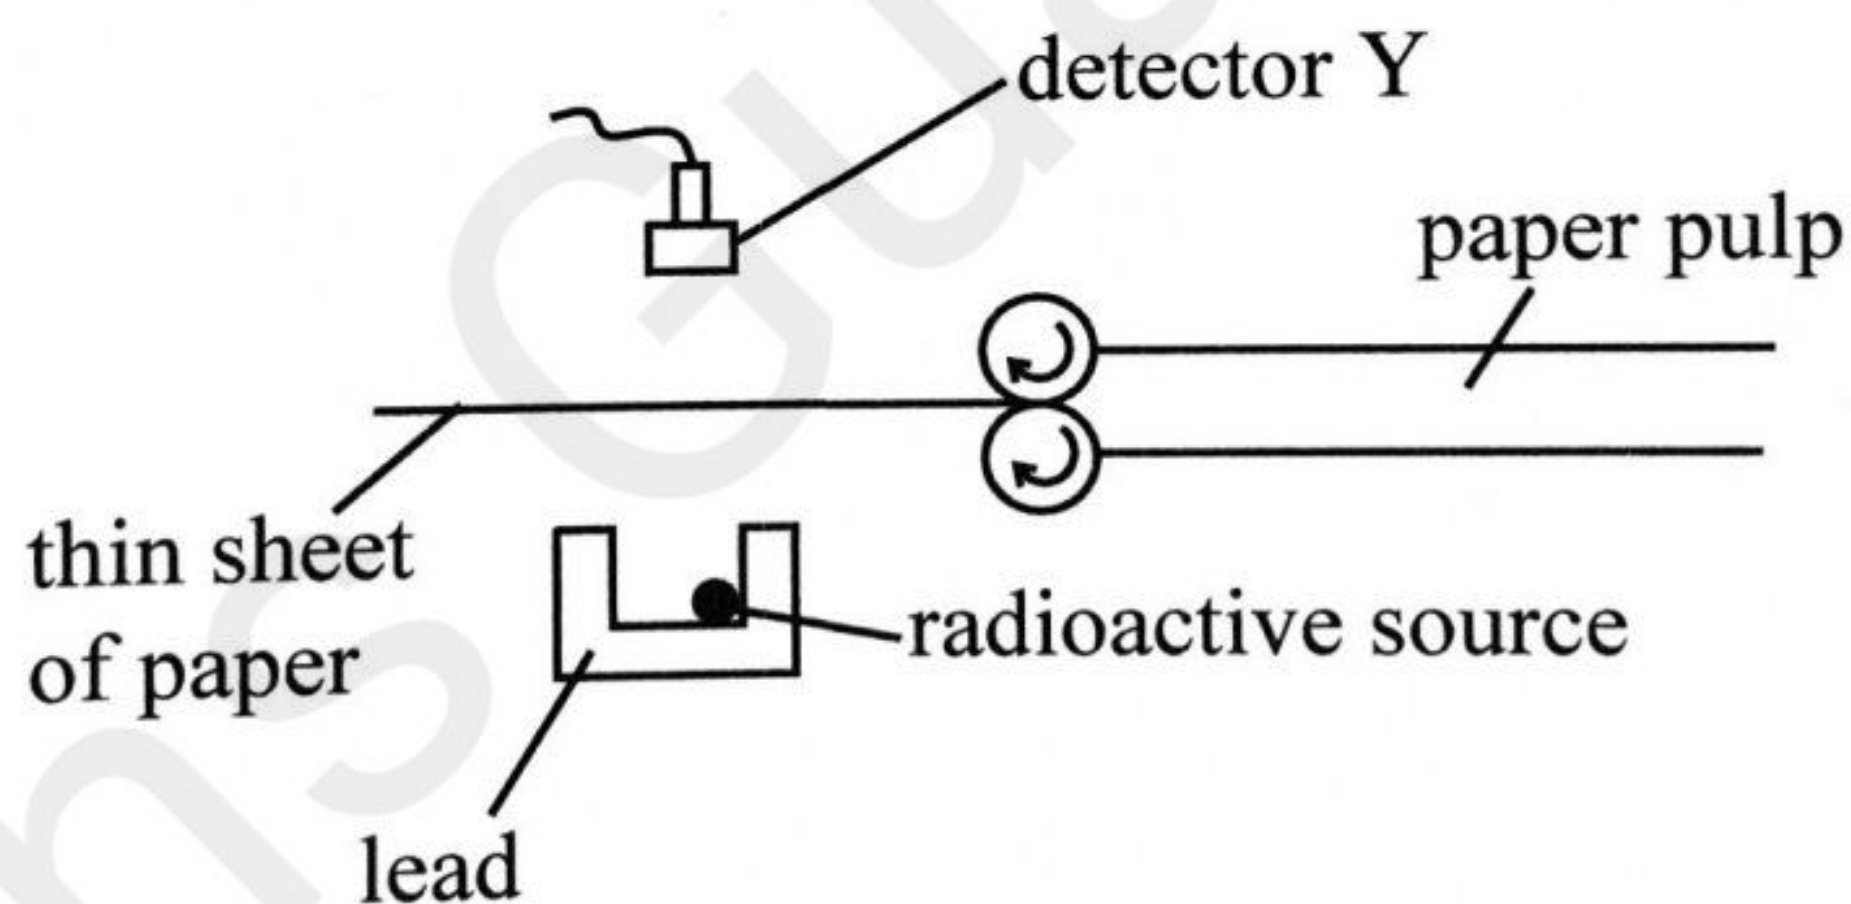 detector Y
paper pulp
thin sheet
of paper
radioactive source
lead